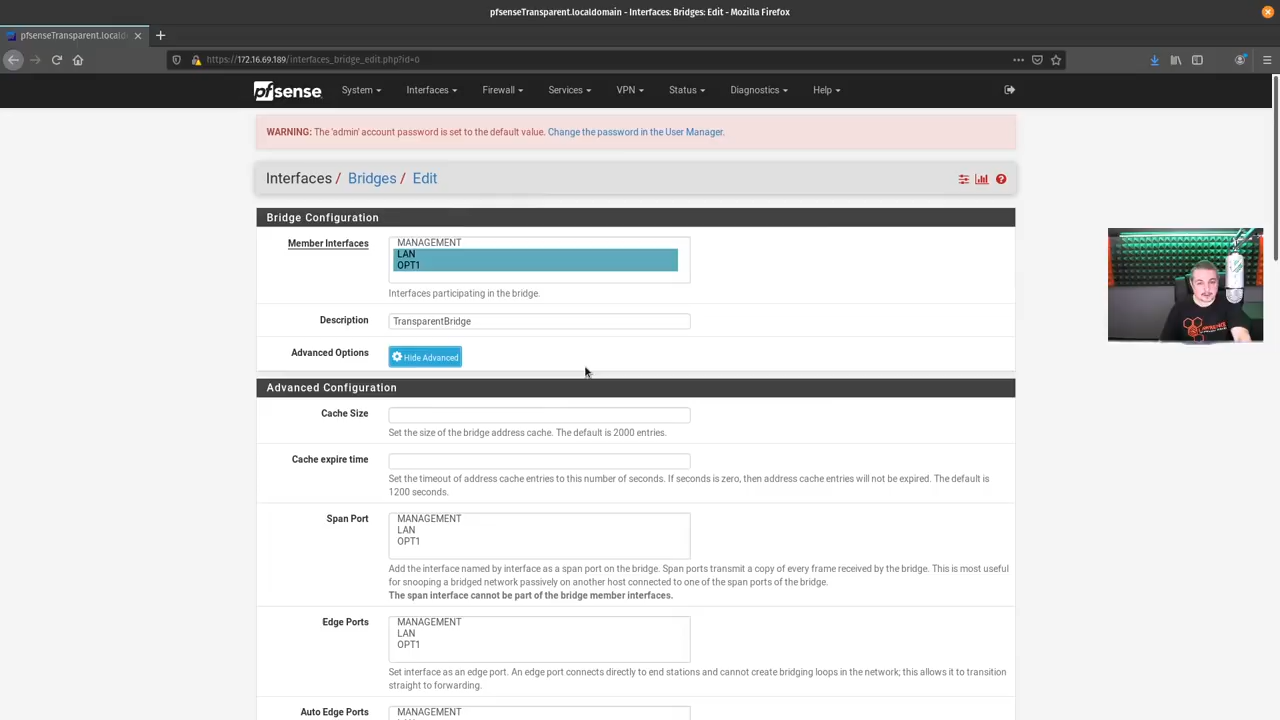 pfsenseTransparent.localdomain - Interfaces: Bridges: Edit - Mozilla Firefox
pfsenseTransparent.locald
https://172.16.69.189/interfaces_bridge_edit.php?id=0
pfsense System Interfaces Firewall Services VPN Status Diagnostics Help
WARNING: The 'admin' account password is set to the default value. Change the password in the User Manager.
Interfaces / Bridges / Edit
Bridge Configuration
Member Interfaces
MANAGEMENT
LAN
OPT1
Interfaces participating in the bridge.
Description
TransparentBridge
Advanced Options
Hide Advanced
Advanced Configuration
Cache Size
Set the size of the bridge address cache. The default is 2000 entries.
Cache expire time
Set the timeout of address cache entries to this number of seconds. If seconds is zero, then address cache entries will not be expired. The default is
1200 seconds.
Span Port
MANAGEMENT
LAN
OPT1
Add the interface named by interface as a span port on the bridge. Span ports transmit a copy of every frame received by the bridge. This is most useful
for snooping a bridged network passively on another host connected to one of the span ports of the bridge.
The span interface cannot be part of the bridge member interfaces.
Edge Ports
MANAGEMENT
LAN
OPT1
Set interface as an edge port. An edge port connects directly to end stations and cannot create bridging loops in the network; this allows it to transition
straight to forwarding.
Auto Edge Ports
MANAGEMENT